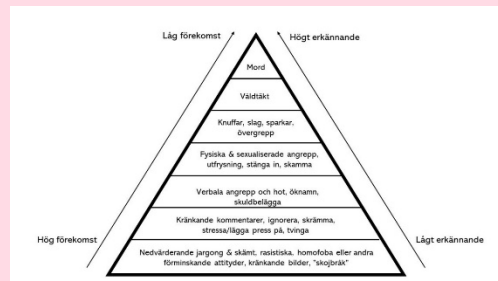 Låg förekomst
Högt erkännande
Mord
Väldtäkt
Knuffar, slag, sparkar,
övergrepp
Fysiska & sexualiserade angrepp,
utfrysning, stänga in, skamma
Verbala angrepp och hot, öknamn,
skuldbelägga
Kränkande kommentarer, ignorera, skrämma,
stressa/lägga press på, tvinga
Hög förekomst
Lågt erkännande
Nedvärderande jargong & skämt, rasistiska, homofoba eller andra
förminskande attityder, kränkande bilder, "skojbråk"